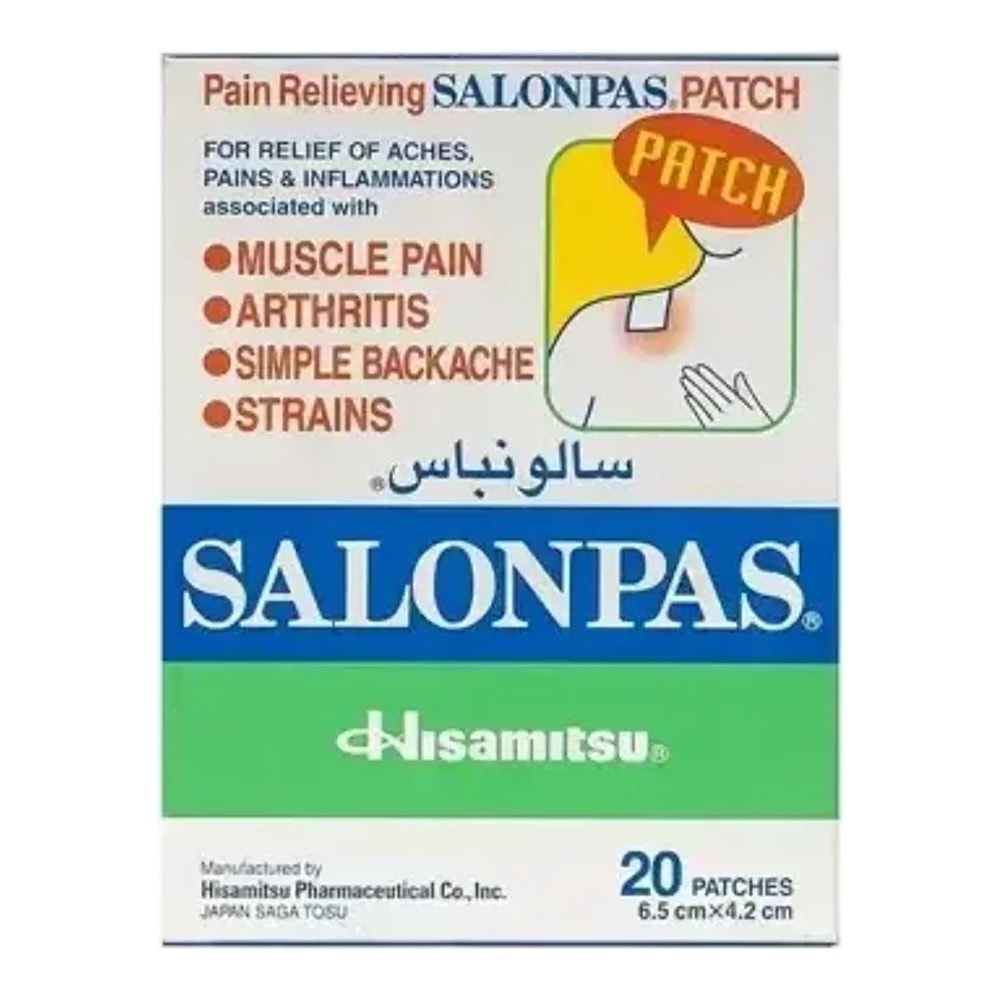 Pain Relieving SALONPAS® PATCH
FOR RELIEF OF ACHES,
PAINS & INFLAMMATIONS
associated with
●MUSCLE PAIN
●ARTHRITIS
●SIMPLE BACKACHE
●STRAINS
PATCH
سالونباس®
SALONPAS®
Hisamitsu®
Manufactured by
Hisamitsu Pharmaceutical Co., Inc.
JAPAN SAGA TOSU
20 PATCHES
6.5 cm×4.2 cm